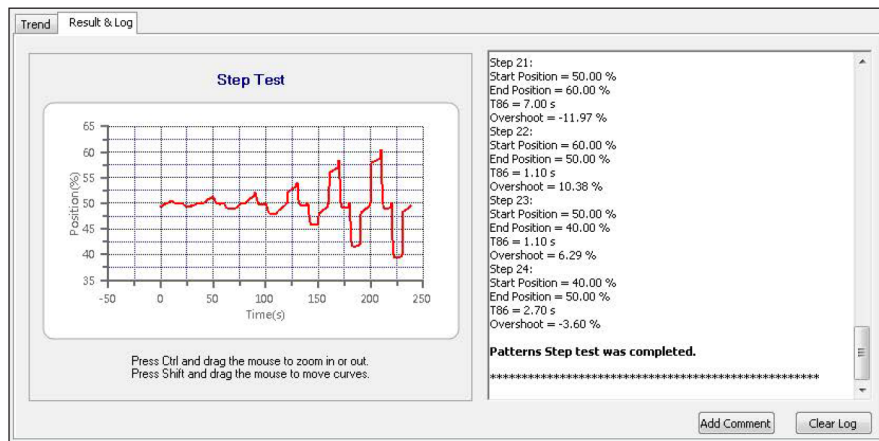 Trend
Result & Log
Step Test
65
60
55
50
45
40
35
Position(%)
-50
0
50
100
150
200
250
Time(s)
Press Ctrl and drag the mouse to zoom in or out.
Press Shift and drag the mouse to move curves.
Step 21:
Start Position = 50.00 %
End Position = 60.00 %
T86 = 7.00 s
Overshoot = -11.97 %
Step 22:
Start Position = 60.00 %
End Position = 50.00 %
T86 = 1.10 s
Overshoot = 10.38 %
Step 23:
Start Position = 50.00 %
End Position = 40.00 %
T86 = 1.10 s
Overshoot = 6.29 %
Step 24:
Start Position = 40.00 %
End Position = 50.00 %
T86 = 2.70 s
Overshoot = -3.60 %
Patterns Step test was completed.
****************************************************
Add Comment
Clear Log